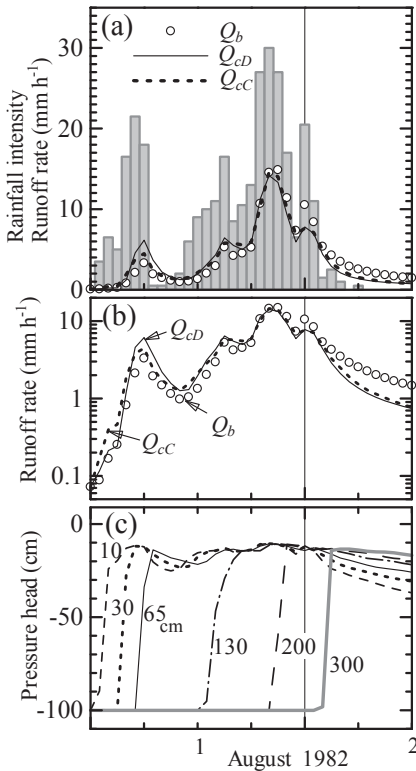 (a)
Q_b
Q_cD
Q_cC
Rainfall intensity
Runoff rate (mm h⁻¹)
30
20
10
0
(b)
Q_cD
Q_cC
Q_b
Runoff rate (mm h⁻¹)
10
1
0.1
(c)
Pressure head (cm)
0
-50
-100
10
30
65 cm
130
200
300
1
2
August 1982